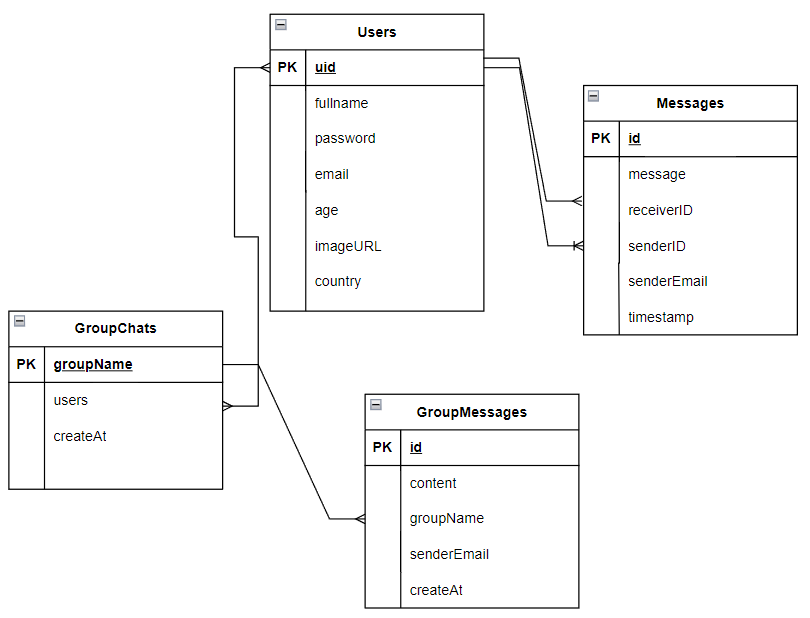 Users
PK uid
fullname
password
email
age
imageURL
country
Messages
PK id
message
receiverID
senderID
senderEmail
timestamp
GroupChats
PK groupName
users
createAt
GroupMessages
PK id
content
groupName
senderEmail
createAt